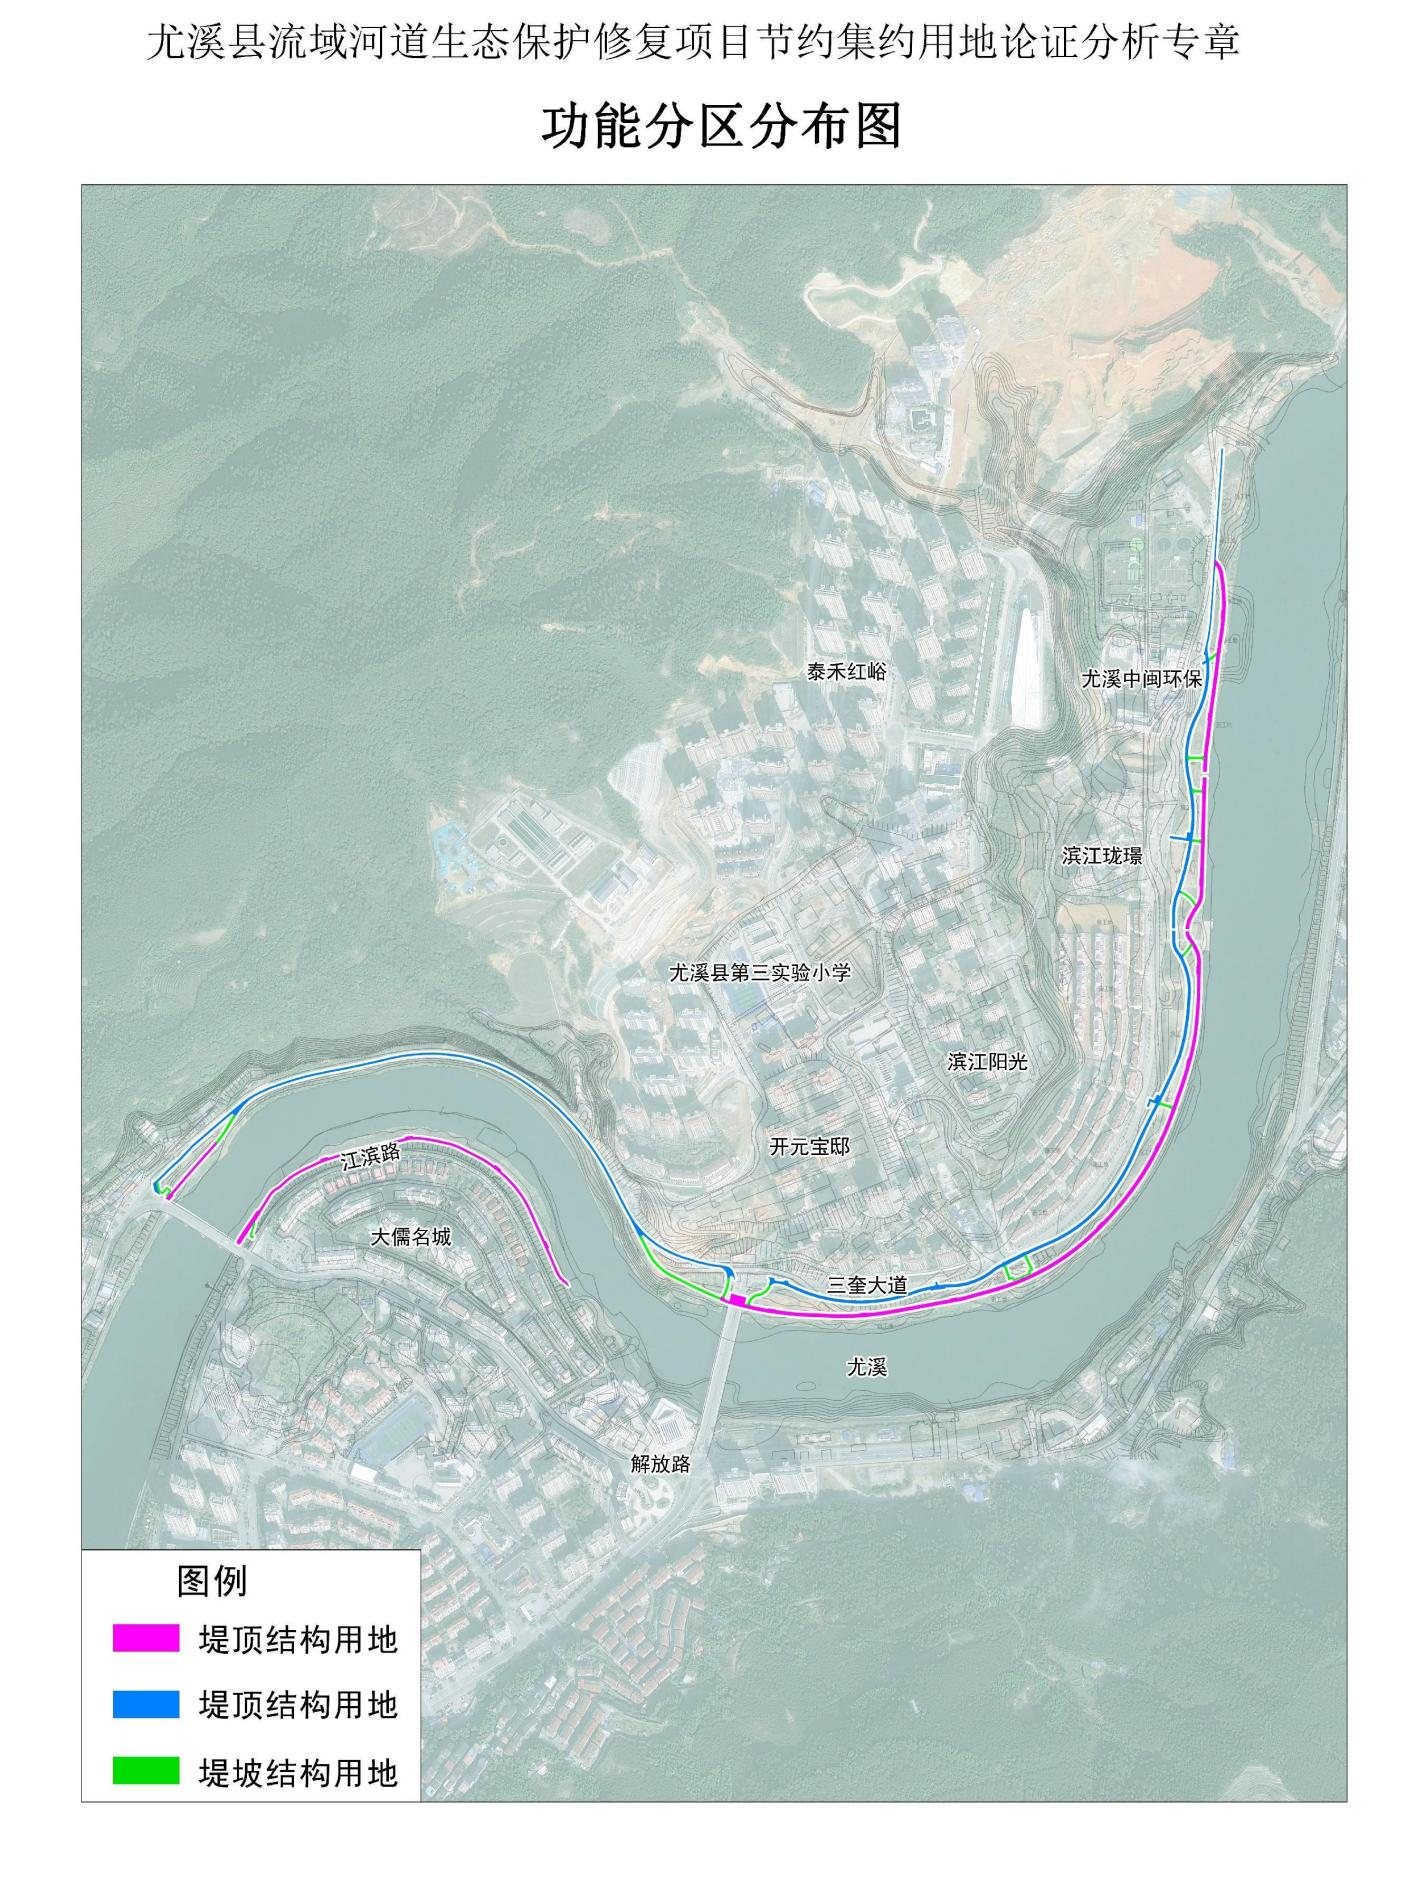 尤溪县流域河道生态保护修复项目节约集约用地论证分析专章
功能分区分布图
泰禾红峪
尤溪中闽环保
滨江珑璟
尤溪县第三实验小学
滨江阳光
开元宝邸
江滨路
大儒名城
三奎大道
尤溪
解放路
图例
堤顶结构用地
堤顶结构用地
堤坡结构用地